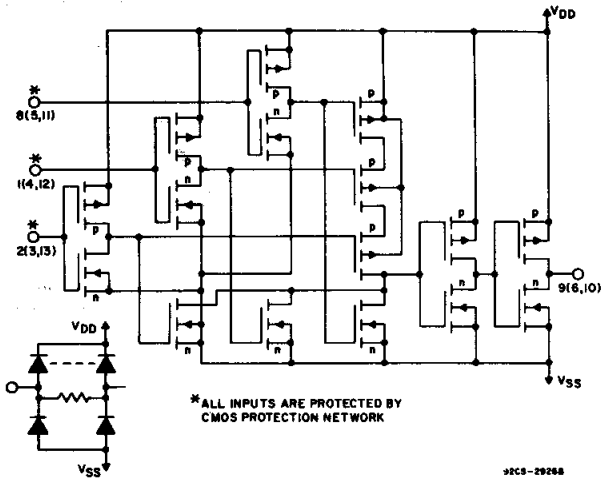 VDD
*
8(5,11)
p
n
p
*
1(4,12)
p
n
p
*
2(3,13)
p
n
p
p
p
n
n
9(6,10)
n
n
n
VDD
VSS
*ALL INPUTS ARE PROTECTED BY
CMOS PROTECTION NETWORK
VSS
92CS-29268